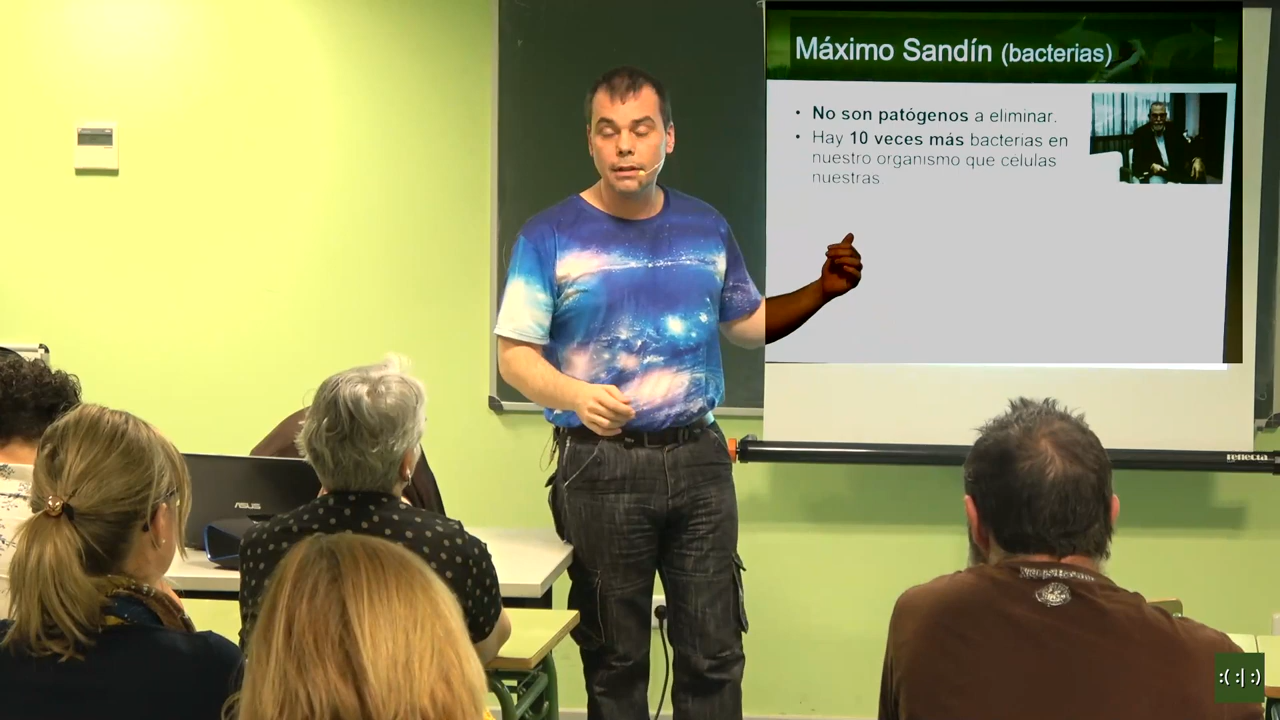 Máximo Sandín (bacterias)
• No son patógenos a eliminar.
• Hay 10 veces más bacterias en
nuestro organismo que células
nuestras
ASUS
reflecta
:( :| :)